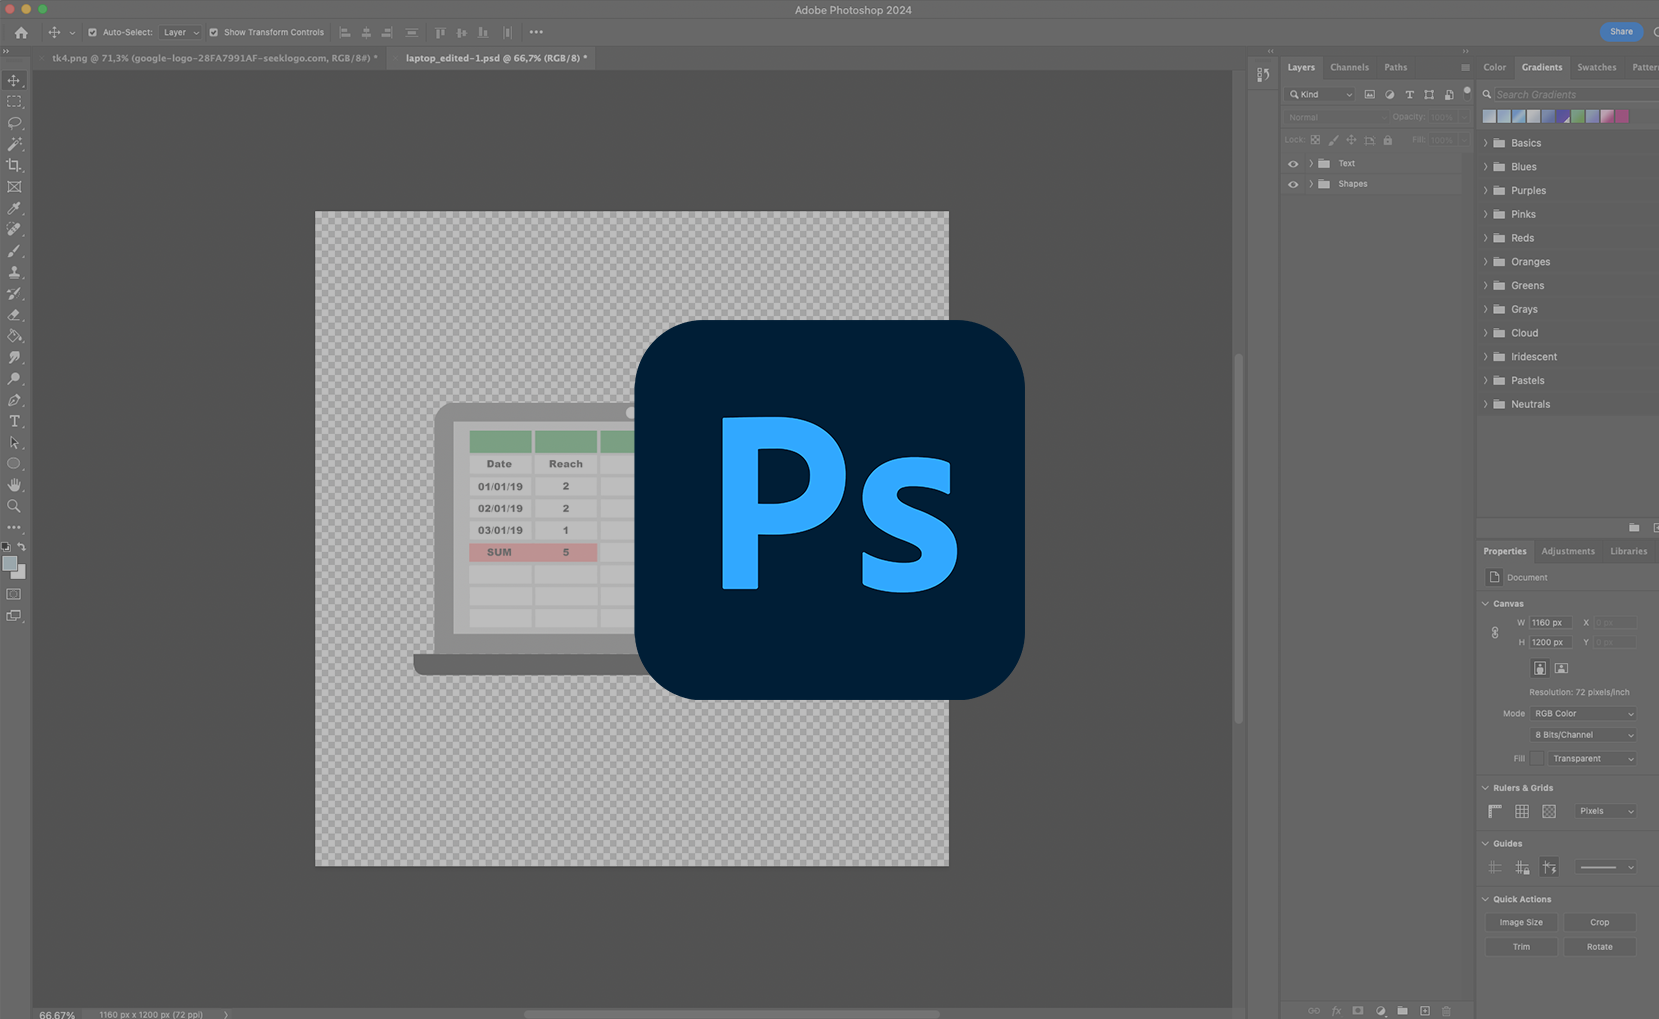 Adobe Photoshop 2024
Auto-Select: Layer Show Transform Controls
Share
tk4.png @ 71,3% (google-logo-28FA7991AF-seeklogo.com, RGB/8#) *
laptop_edited-1.psd @ 66,7% (RGB/8) *
Layers Channels Paths
Kind
Normal Opacity: 100%
Lock: Fill: 100%
Text
Shapes
Color Gradients Swatches
Search Gradients
Basics
Blues
Purples
Pinks
Reds
Oranges
Greens
Grays
Cloud
Iridescent
Pastels
Neutrals
Date Reach
01/01/19 2
02/01/19 2
03/01/19 1
SUM 5
Ps
Properties Adjustments Libraries
Document
Canvas
W 1160 px X 0 px
H 1200 px Y 0 px
Resolution: 72 pixels/inch
Mode RGB Color
8 Bits/Channel
Fill Transparent
Rulers & Grids
Pixels
Guides
Quick Actions
Image Size Crop
Trim Rotate
fx
66,67% 1160 px x 1200 px (72 ppi)